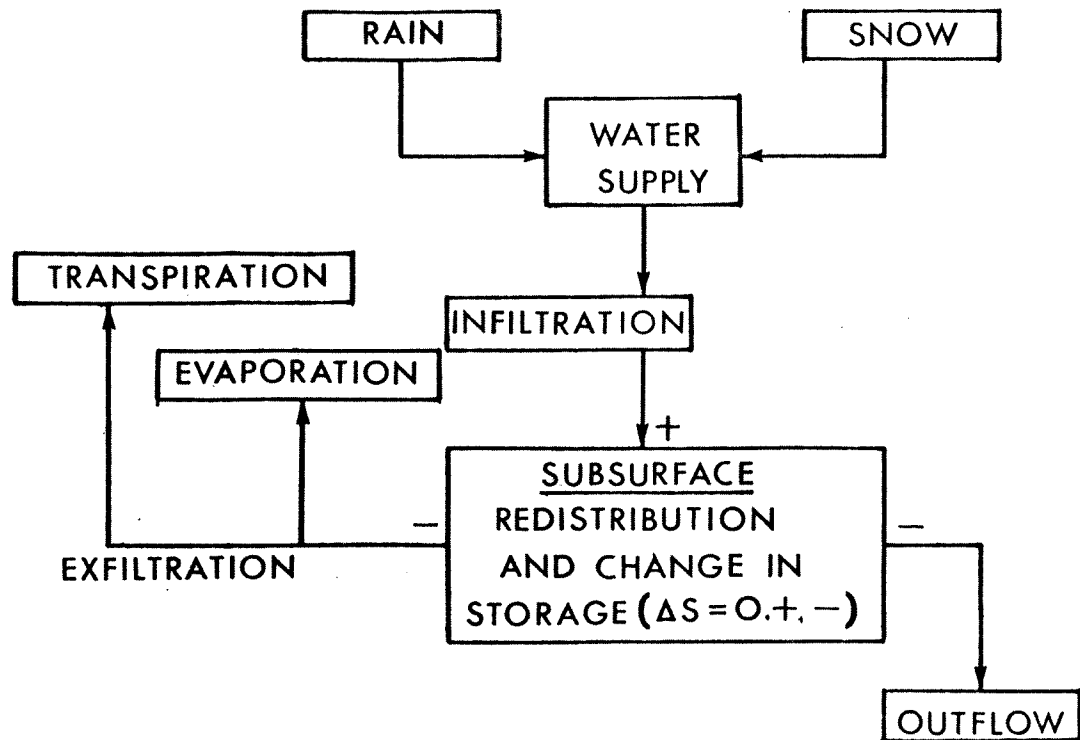 RAIN
SNOW
WATER
SUPPLY
TRANSPIRATION
INFILTRATION
EVAPORATION
+
SUBSURFACE
REDISTRIBUTION
AND CHANGE IN
STORAGE (ΔS = O.+, −)
−
−
EXFILTRATION
OUTFLOW